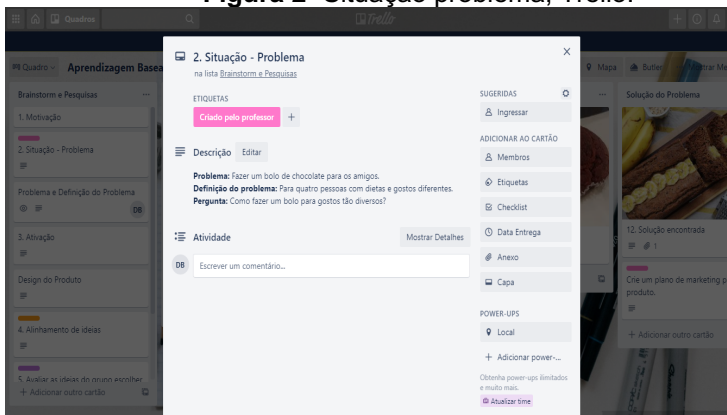 Figura 2- Situação problema, Trello.
Quadros
Trello
Quadro
Aprendizagem Basea
Mapa
Butler
Mostrar Me
Brainstorm e Pesquisas
1. Motivação
2. Situação - Problema
Problema e Definição do Problema
DB
3. Ativação
Design do Produto
4. Alinhamento de ideias
5. Avaliar as ideias do grupo escolher
+ Adicionar outro cartão
2. Situação - Problema
na lista Brainstorm e Pesquisas
ETIQUETAS
Criado pelo professor
+
Descrição
Editar
Problema: Fazer um bolo de chocolate para os amigos.
Definição do problema: Para quatro pessoas com dietas e gostos diferentes.
Pergunta: Como fazer um bolo para gostos tão diversos?
Atividade
Mostrar Detalhes
DB
Escrever um comentário...
SUGERIDAS
Ingressar
ADICIONAR AO CARTÃO
Membros
Etiquetas
Checklist
Data Entrega
Anexo
Capa
POWER-UPS
Local
+ Adicionar power-...
Obtenha power-ups ilimitados
e muito mais.
Atualizar time
Solução do Problema
12. Solução encontrada
1
Crie um plano de marketing p
produto.
+ Adicionar outro cartão